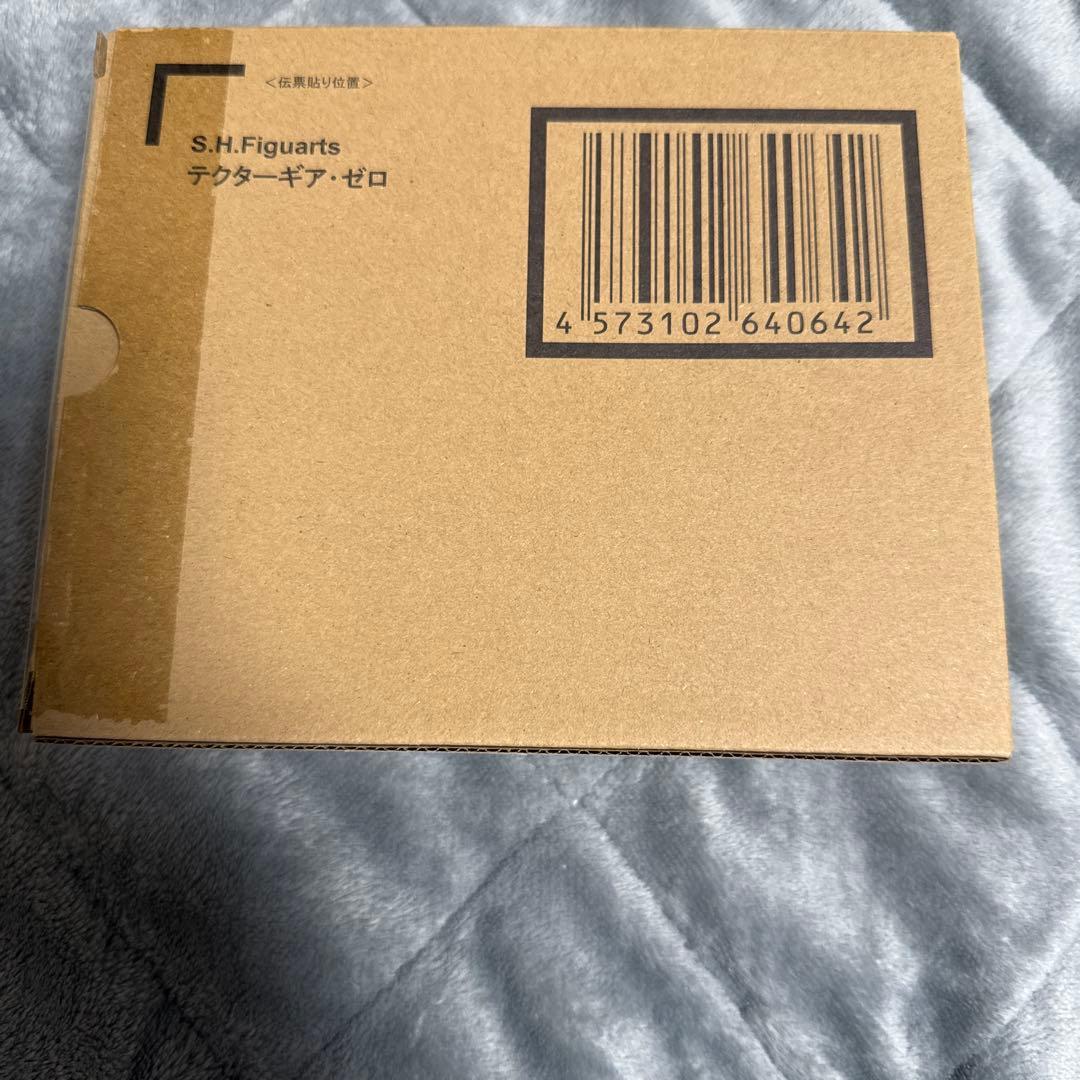 <伝票貼り位置>
S.H.Figuarts
テクターギア・ゼロ
4 573102 640642